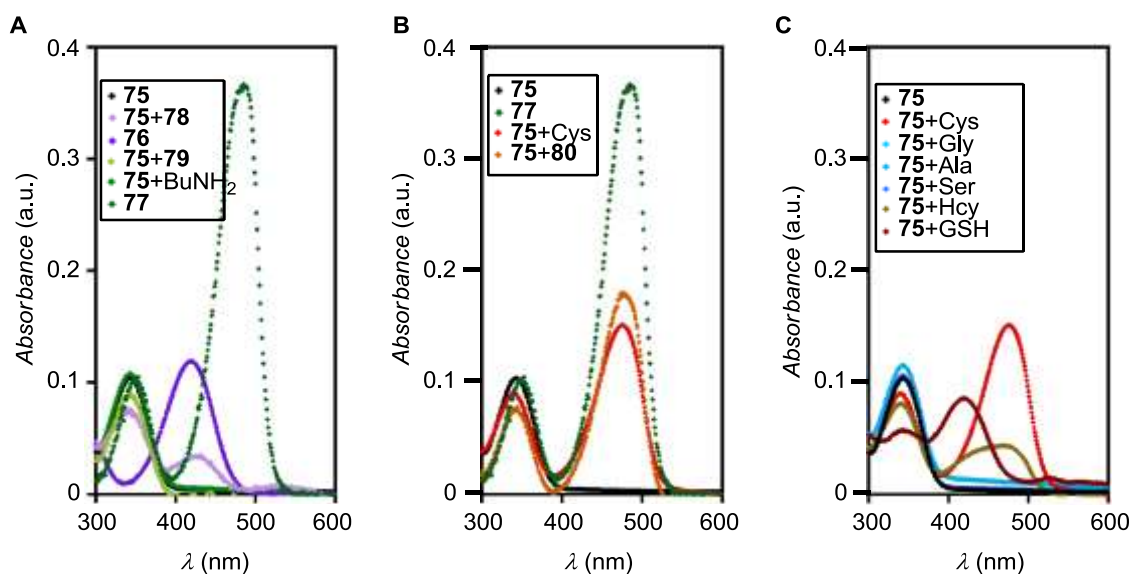 A
Absorbance (a.u.)
0.4
0.3
0.2
0.1
0
75
75+78
76
75+79
75+BuNH2
77
300
400
500
600
λ (nm)
B
Absorbance (a.u.)
0.4
0.3
0.2
0.1
0
75
77
75+Cys
75+80
300
400
500
600
λ (nm)
C
Absorbance (a.u.)
0.4
0.3
0.2
0.1
0
75
75+Cys
75+Gly
75+Ala
75+Ser
75+Hcy
75+GSH
300
400
500
600
λ (nm)